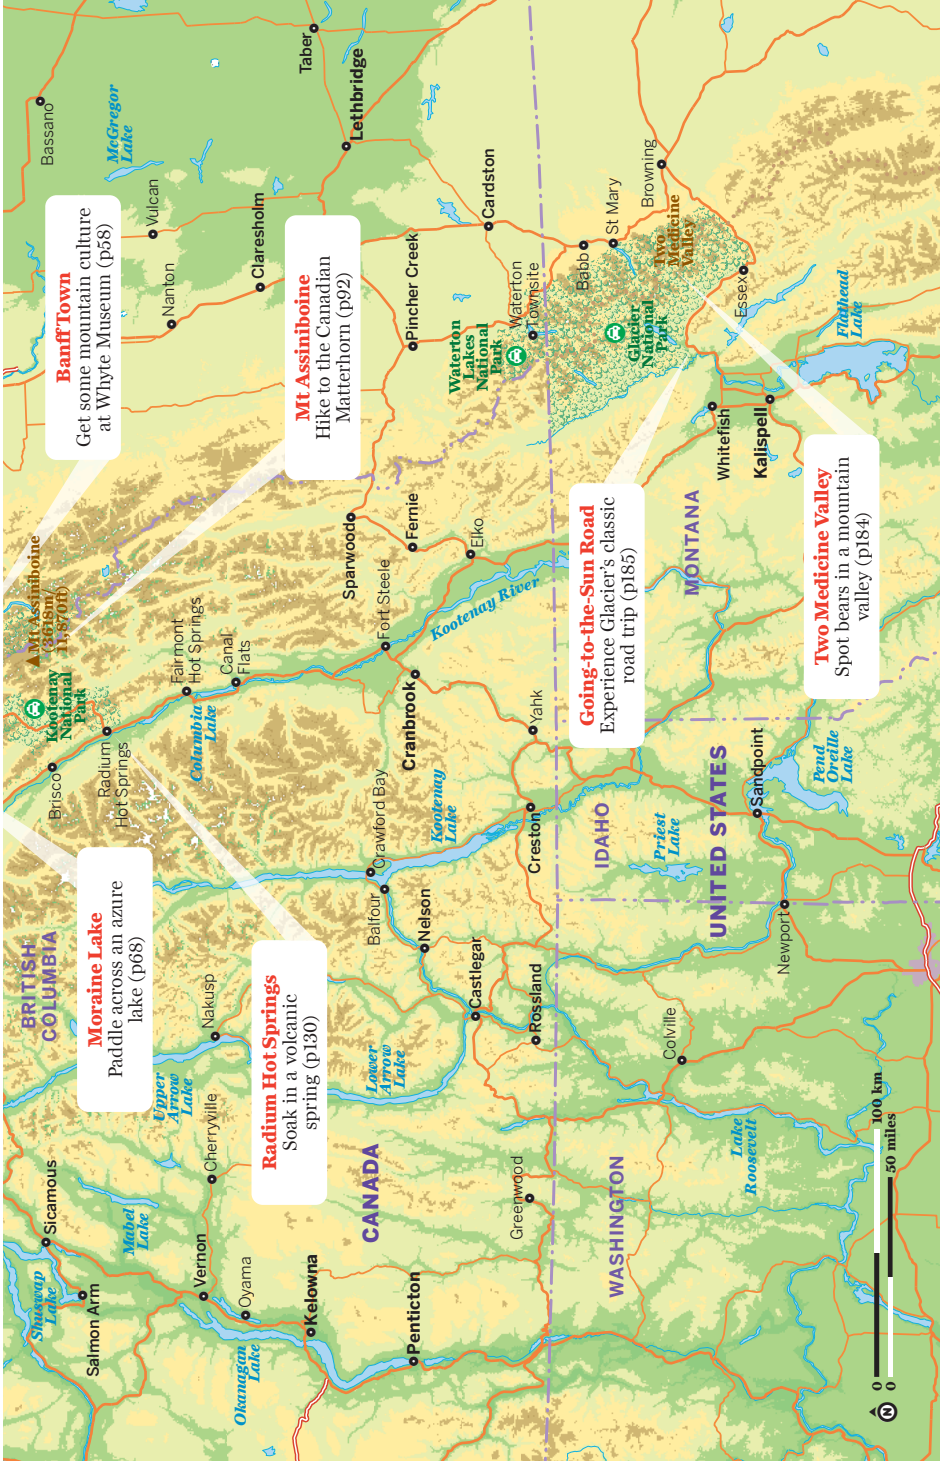 Bassano
McGregor
Lake
Taber
Lethbridge
Vulcan
Nanton
Claresholm
Banff Town
Get some mountain culture
at Whyte Museum (p58)
Mt Assiniboine
Hike to the Canadian
Matterhorn (p92)
Pincher Creek
Cardston
Waterton
Lakes
National
Park
Waterton
Townsite
Babb
St Mary
Browning
Two
Medicine
Valley
Glacier
National
Park
Essex
Flathead
Lake
Whitefish
Kalispell
Mt Assiniboine
(3618m/
11,870ft)
Kootenay
National
Park
Brisco
Radium
Hot Springs
Fairmont
Hot Springs
Canal
Flats
Columbia
Lake
Sparwood
Fernie
Elko
Fort Steele
Kootenay River
Cranbrook
Yahk
Going-to-the-Sun Road
Experience Glacier's classic
road trip (p185)
MONTANA
Two Medicine Valley
Spot bears in a mountain
valley (p184)
Crawford Bay
Kootenay
Lake
Balfour
Nelson
Creston
IDAHO
Priest
Lake
UNITED STATES
Sandpoint
Pend
Oreille
Lake
Newport
BRITISH
COLUMBIA
Moraine Lake
Paddle across an azure
lake (p68)
Radium Hot Springs
Soak in a volcanic
spring (p130)
Nakusp
Upper
Arrow
Lake
Cherryville
Lower
Arrow
Lake
Castlegar
Rossland
Colville
Lake
Roosevelt
CANADA
WASHINGTON
Greenwood
Sicamous
Shuswap
Lake
Salmon Arm
Mabel
Lake
Vernon
Oyama
Okanagan
Lake
Kelowna
Penticton
N
0
100 km
0
50 miles